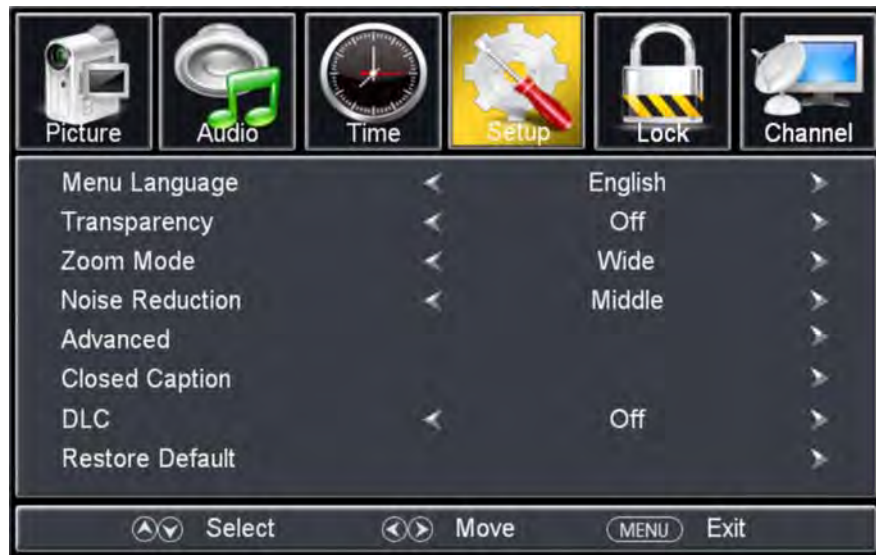 Picture Audio Time Setup Lock Channel
Menu Language English
Transparency Off
Zoom Mode Wide
Noise Reduction Middle
Advanced
Closed Caption
DLC Off
Restore Default
Select Move MENU Exit